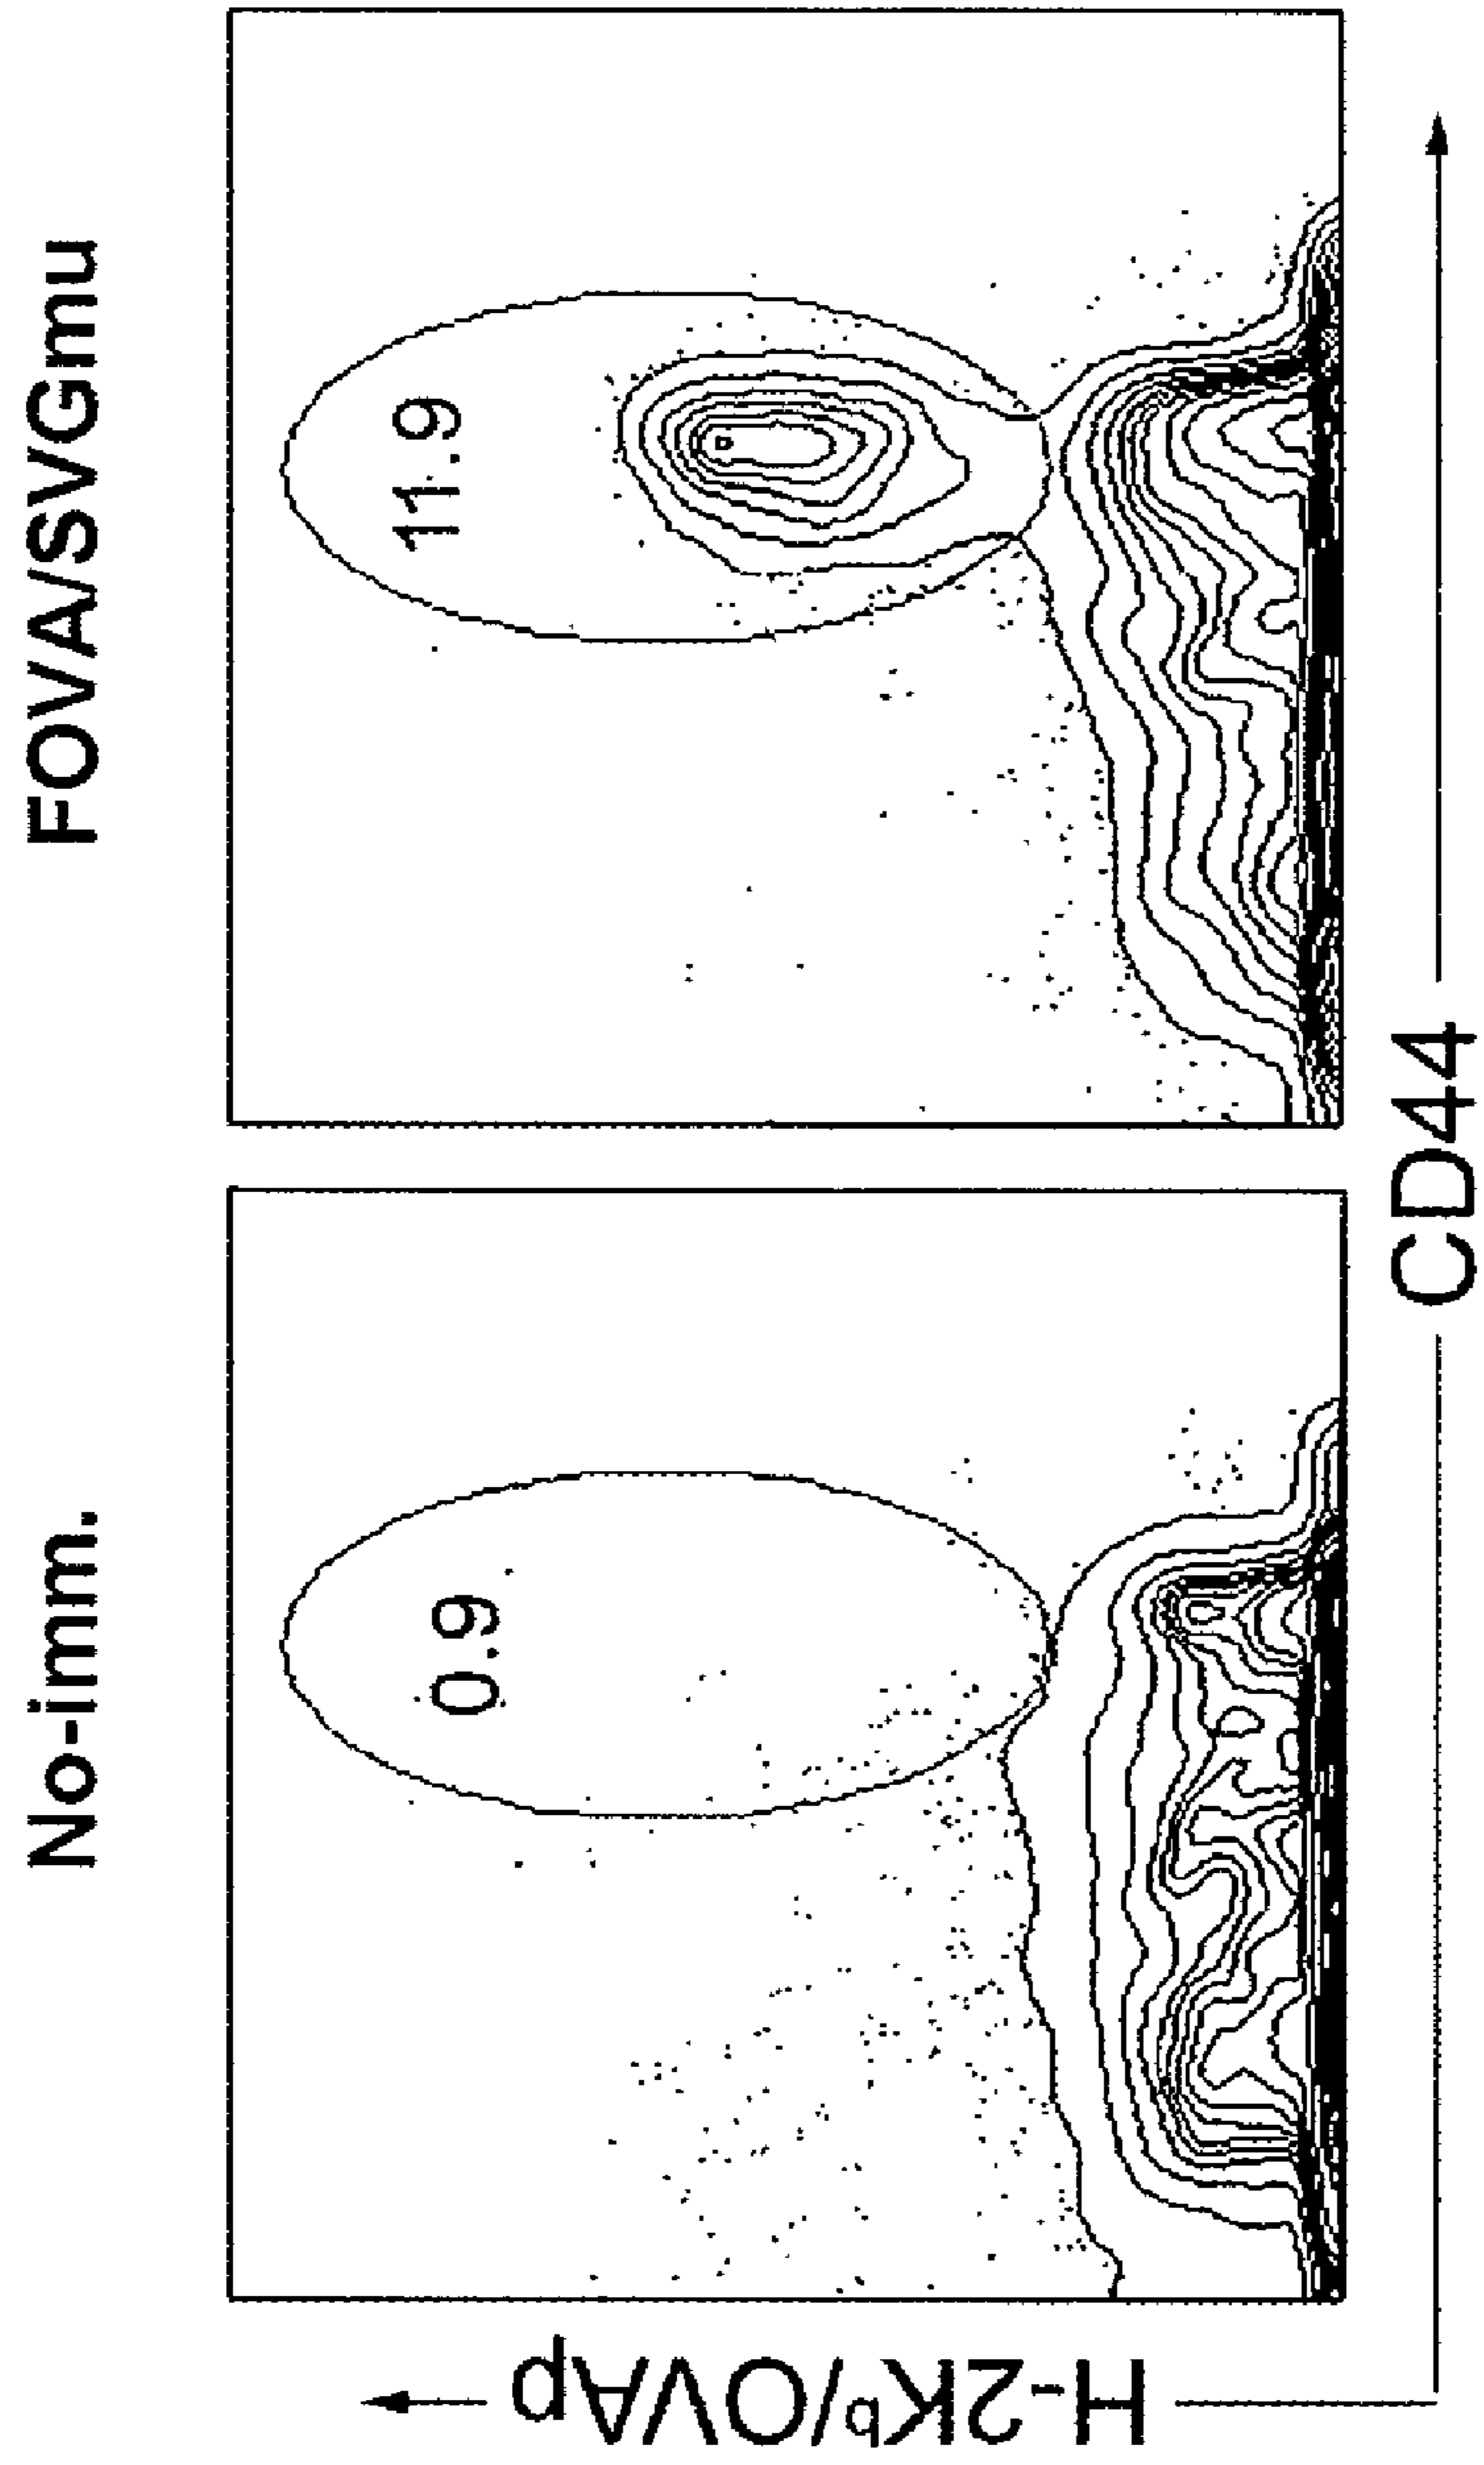 No-imm.
FOVA/SVGmu
0.9
11.9
H-2Kᵇ/OVAp
CD44